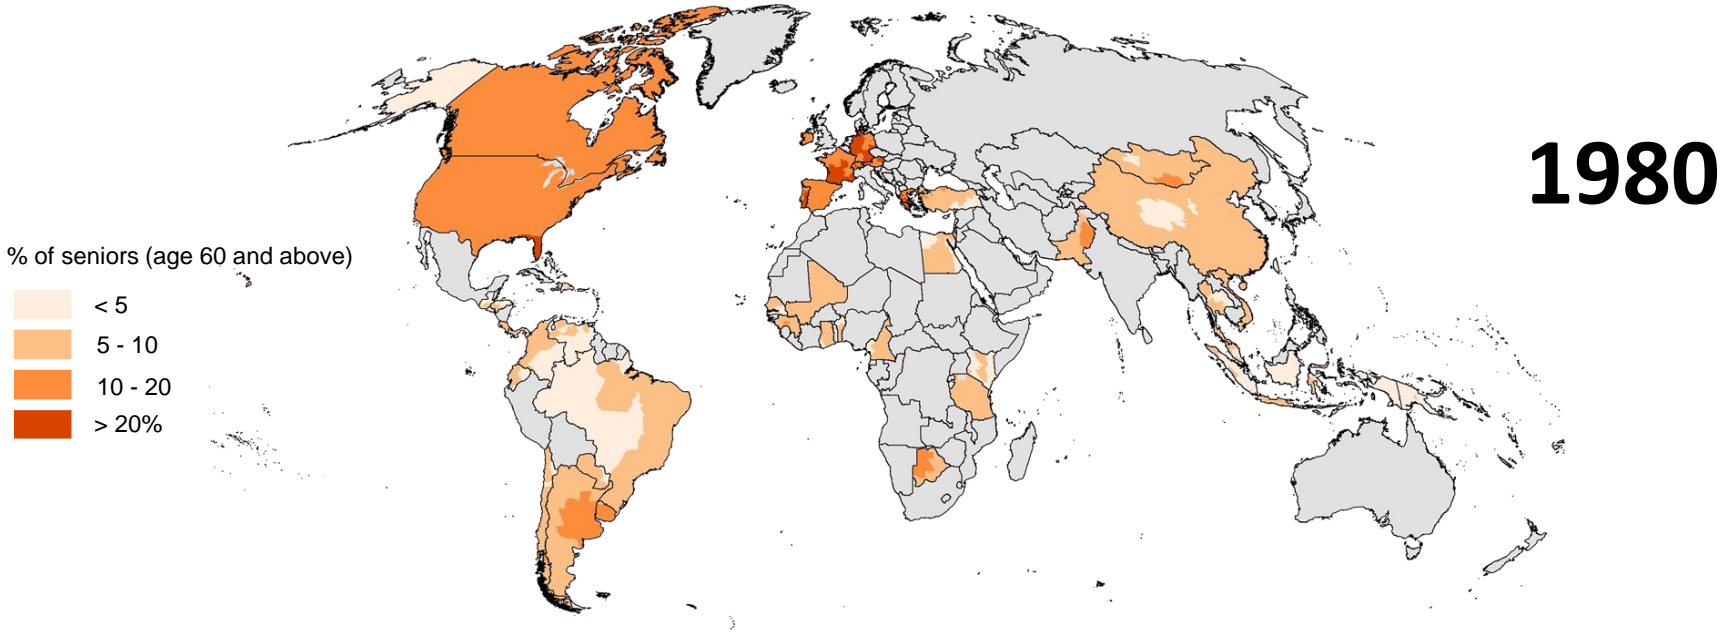 1980
% of seniors (age 60 and above)
< 5
5 - 10
10 - 20
> 20%